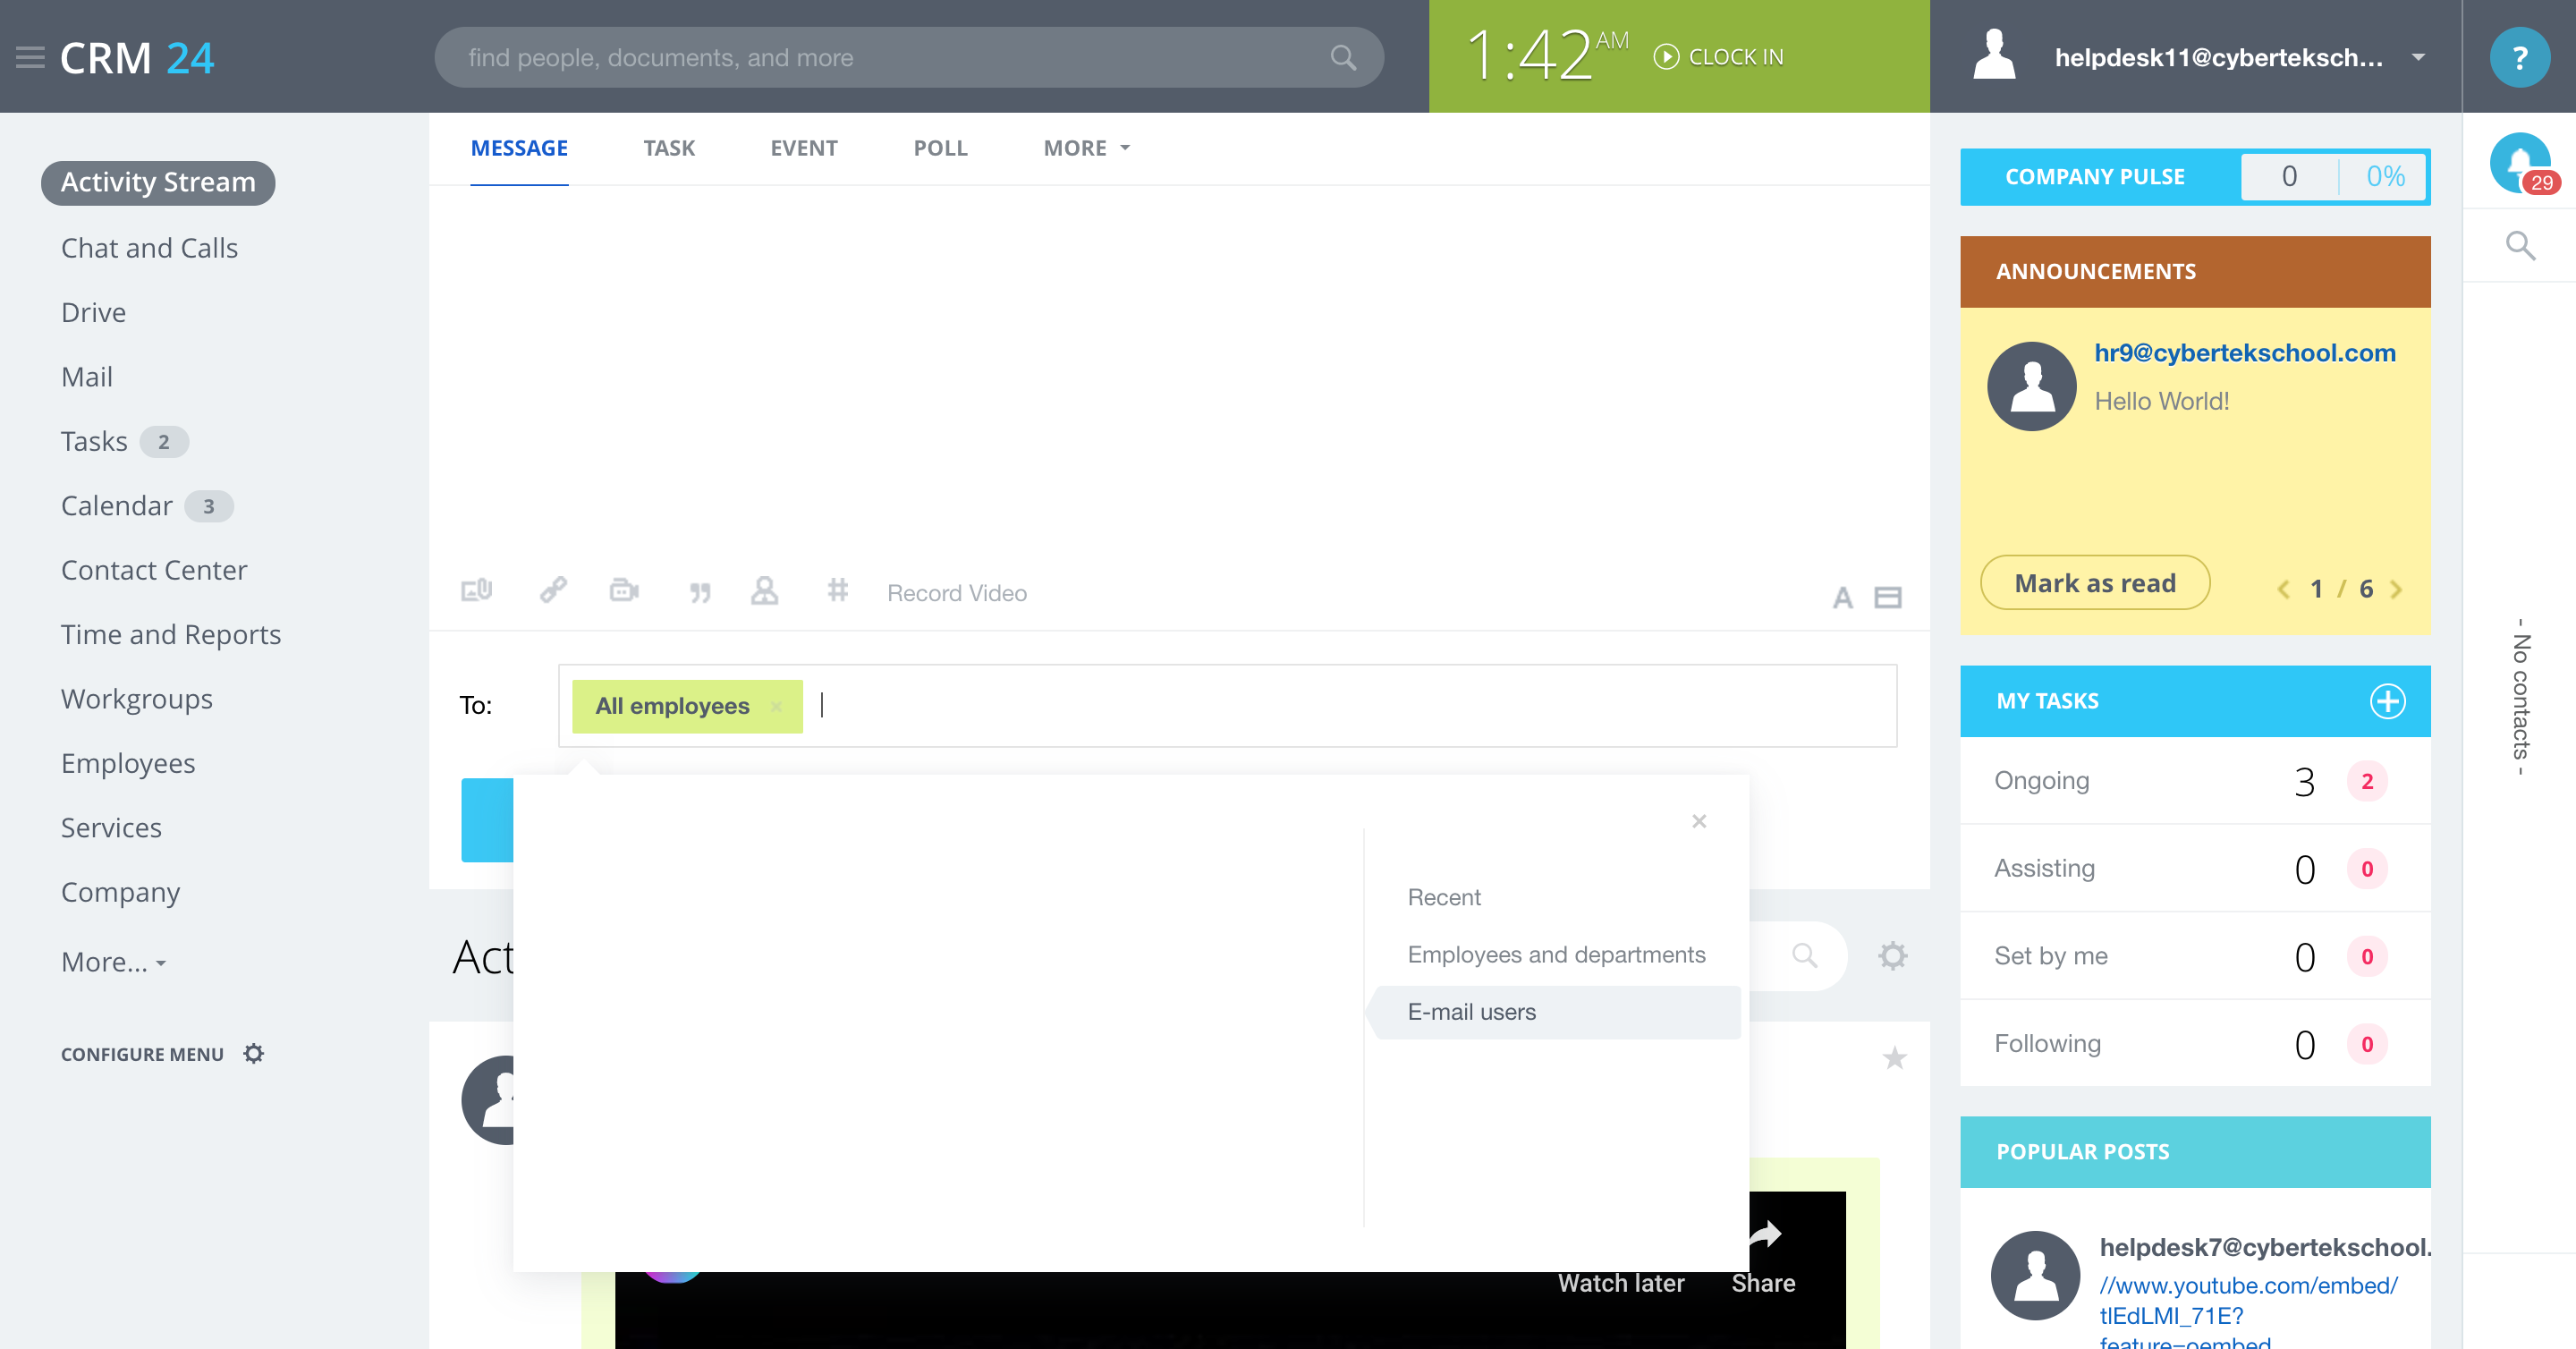 CRM 24
find people, documents, and more
1:42 AM
CLOCK IN
helpdesk11@cyberteksch...
?
Activity Stream
Chat and Calls
Drive
Mail
Tasks 2
Calendar 3
Contact Center
Time and Reports
Workgroups
Employees
Services
Company
More...
CONFIGURE MENU
MESSAGE
TASK
EVENT
POLL
MORE
Record Video
A
To:
All employees
Recent
Employees and departments
E-mail users
Act
Watch later
Share
COMPANY PULSE
0
0%
ANNOUNCEMENTS
hr9@cybertekschool.com
Hello World!
Mark as read
1 / 6
MY TASKS
Ongoing 3 2
Assisting 0 0
Set by me 0 0
Following 0 0
POPULAR POSTS
helpdesk7@cybertekschool.
//www.youtube.com/embed/
tlEdLMI_71E?
feature=oembed
29
- No contacts -